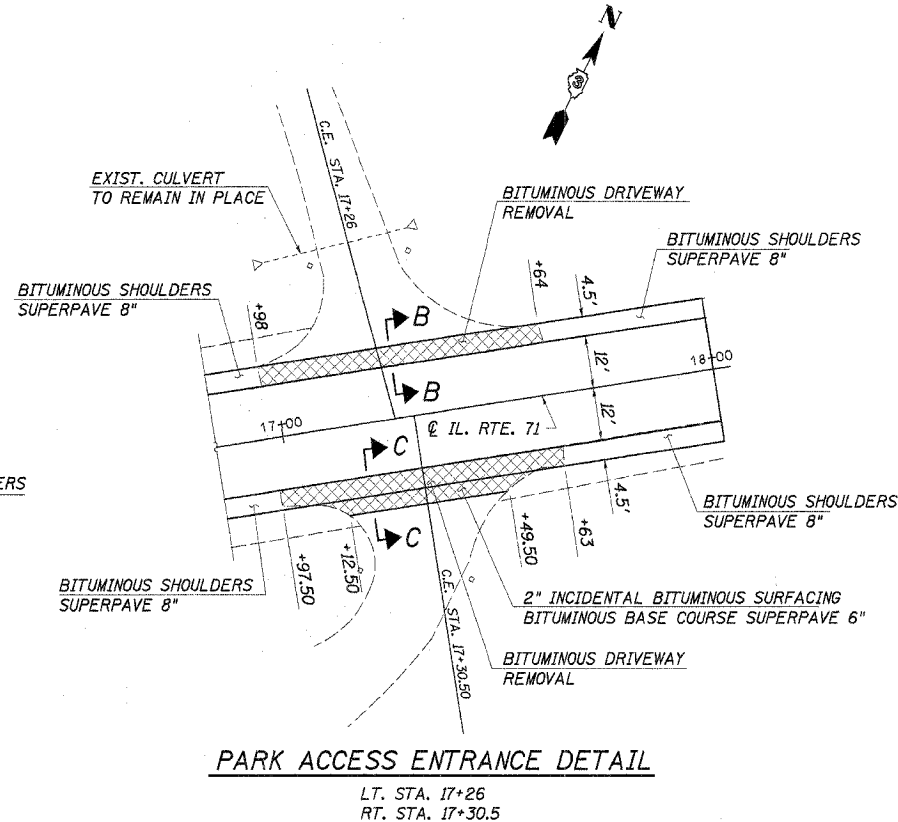 N
EXIST. CULVERT
TO REMAIN IN PLACE
C.E. STA. 17+26
BITUMINOUS DRIVEWAY
REMOVAL
BITUMINOUS SHOULDERS
SUPERPAVE 8"
BITUMINOUS SHOULDERS
SUPERPAVE 8"
+98
+64
4.5'
B
B
12'
18+00
17+00
℄ IL. RTE. 71
12'
C
C
ERS
4.5'
BITUMINOUS SHOULDERS
SUPERPAVE 8"
+97.50
+12.50
+49.50
+63
BITUMINOUS SHOULDERS
SUPERPAVE 8"
C.E. STA. 17+30.50
2" INCIDENTAL BITUMINOUS SURFACING
BITUMINOUS BASE COURSE SUPERPAVE 6"
BITUMINOUS DRIVEWAY
REMOVAL
PARK ACCESS ENTRANCE DETAIL
LT. STA. 17+26
RT. STA. 17+30.5